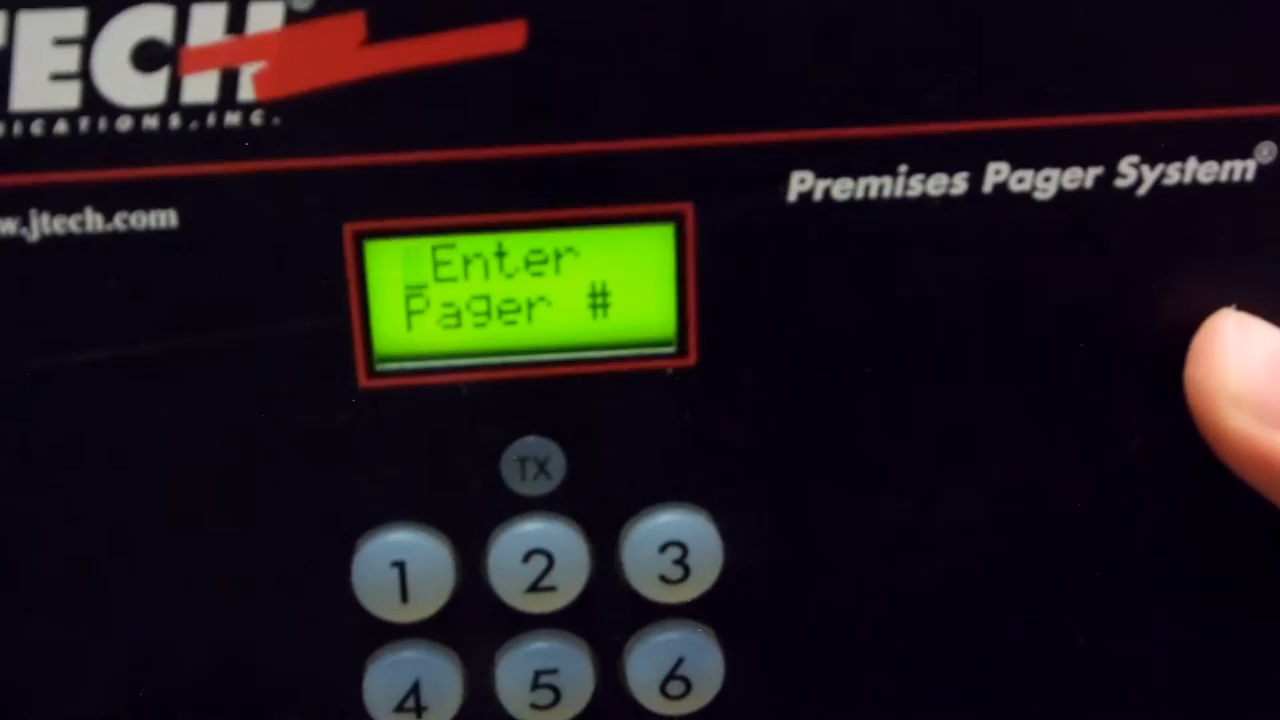 TECH®
ICATIONS, INC.
Premises Pager System®
w.jtech.com
Enter
Pager #
TX
1 2 3
4 5 6